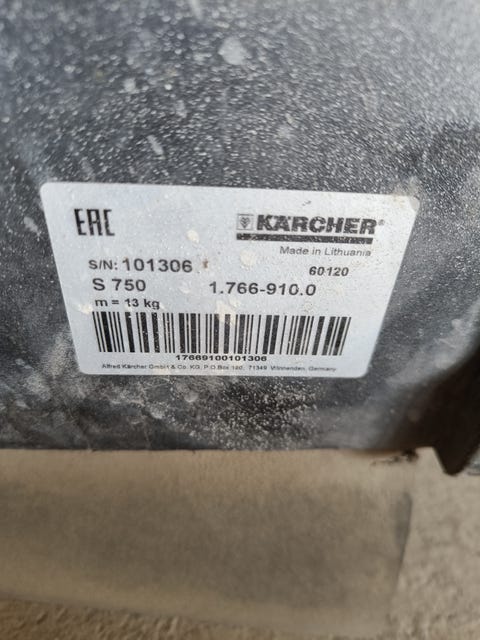 EAC
KÄRCHER
Made in Lithuania
S/N: 101306
60120
S 750 1.766-910.0
m = 13 kg
17669100101306
Alfred Kärcher GmbH & Co. KG, P.O.Box 160, 71349 Winnenden, Germany